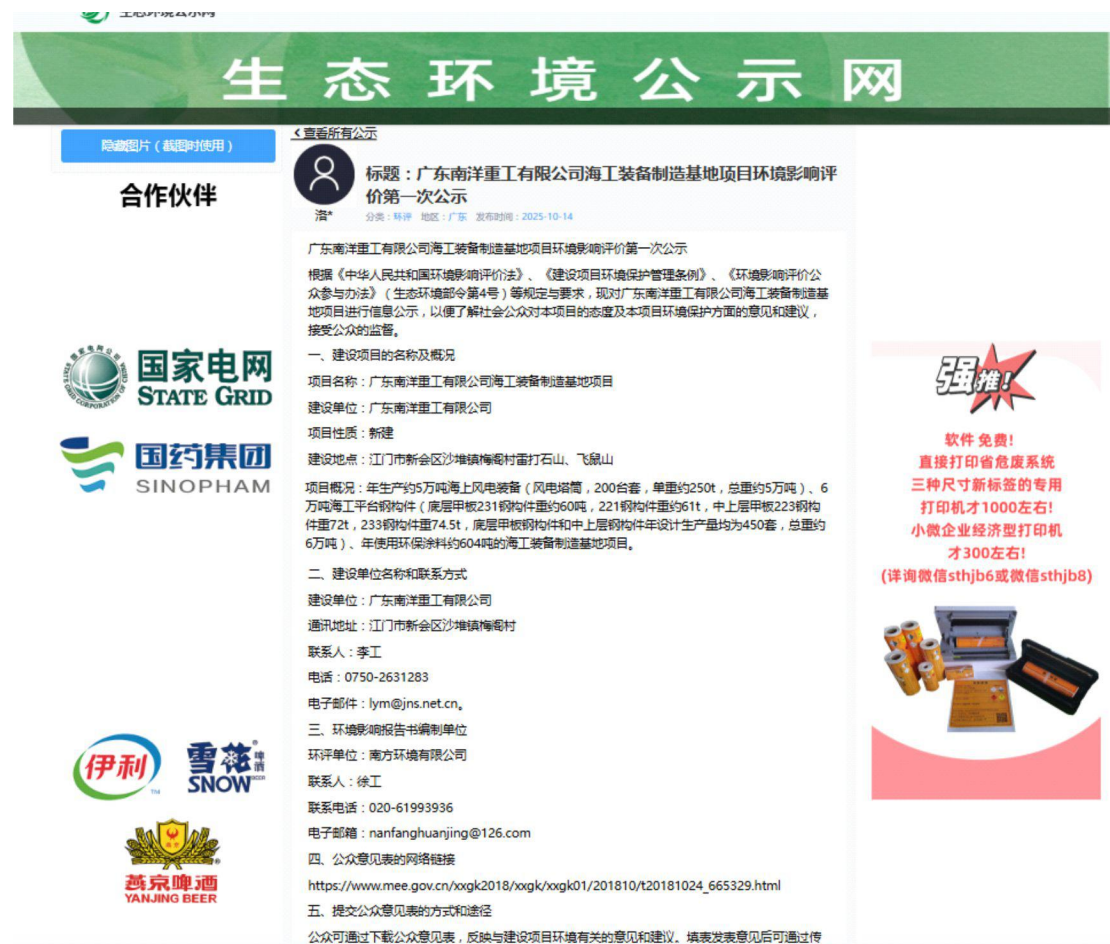 生态环境公示网
生态环境公示网
隐藏图片（截图时使用）
合作伙伴
国家电网
STATE GRID
STATE GRID CORPORATION
国药集团
SINOPHAM
伊利
TM
雪花
啤酒
SNOW
BEER
燕京啤酒
YANJING BEER
查看所有公示
洛*
标题：广东南洋重工有限公司海工装备制造基地项目环境影响评
价第一次公示
分类：环评 地区：广东 发布时间：2025-10-14
广东南洋重工有限公司海工装备制造基地项目环境影响评价第一次公示
根据《中华人民共和国环境影响评价法》、《建设项目环境保护管理条例》、《环境影响评价公
众参与办法》（生态环境部令第4号）等规定与要求，现对广东南洋重工有限公司海工装备制造基
地项目进行信息公示，以便了解社会公众对本项目的态度及本项目环境保护方面的意见和建议，
接受公众的监督。
一、建设项目的名称及概况
项目名称：广东南洋重工有限公司海工装备制造基地项目
建设单位：广东南洋重工有限公司
项目性质：新建
建设地点：江门市新会区沙堆镇梅阁村雷打石山、飞鼠山
项目概况：年生产约5万吨海上风电装备（风电塔筒，200台套，单重约250t，总重约5万吨）、6
万吨海工平台钢构件（底层甲板231钢构件重约60吨，221钢构件重约61t，中上层甲板223钢构
件重72t，233钢构件重74.5t，底层甲板钢构件和中上层钢构件年设计生产量均为450套，总重约
6万吨）、年使用环保涂料约604吨的海工装备制造基地项目。
二、建设单位名称和联系方式
建设单位：广东南洋重工有限公司
通讯地址：江门市新会区沙堆镇梅阁村
联系人：李工
电话：0750-2631283
电子邮件：lym@jns.net.cn。
三、环境影响报告书编制单位
环评单位：南方环境有限公司
联系人：徐工
联系电话：020-61993936
电子邮箱：nanfanghuanjing@126.com
四、公众意见表的网络链接
https://www.mee.gov.cn/xxgk2018/xxgk/xxgk01/201810/t20181024_665329.html
五、提交公众意见表的方式和途径
公众可通过下载公众意见表，反映与建设项目环境有关的意见和建议。填表发表意见后可通过传
强推！
软件 免费！
直接打印省危废系统
三种尺寸新标签的专用
打印机才1000左右！
小微企业经济型打印机
才300左右！
(详询微信sthjb6或微信sthjb8)